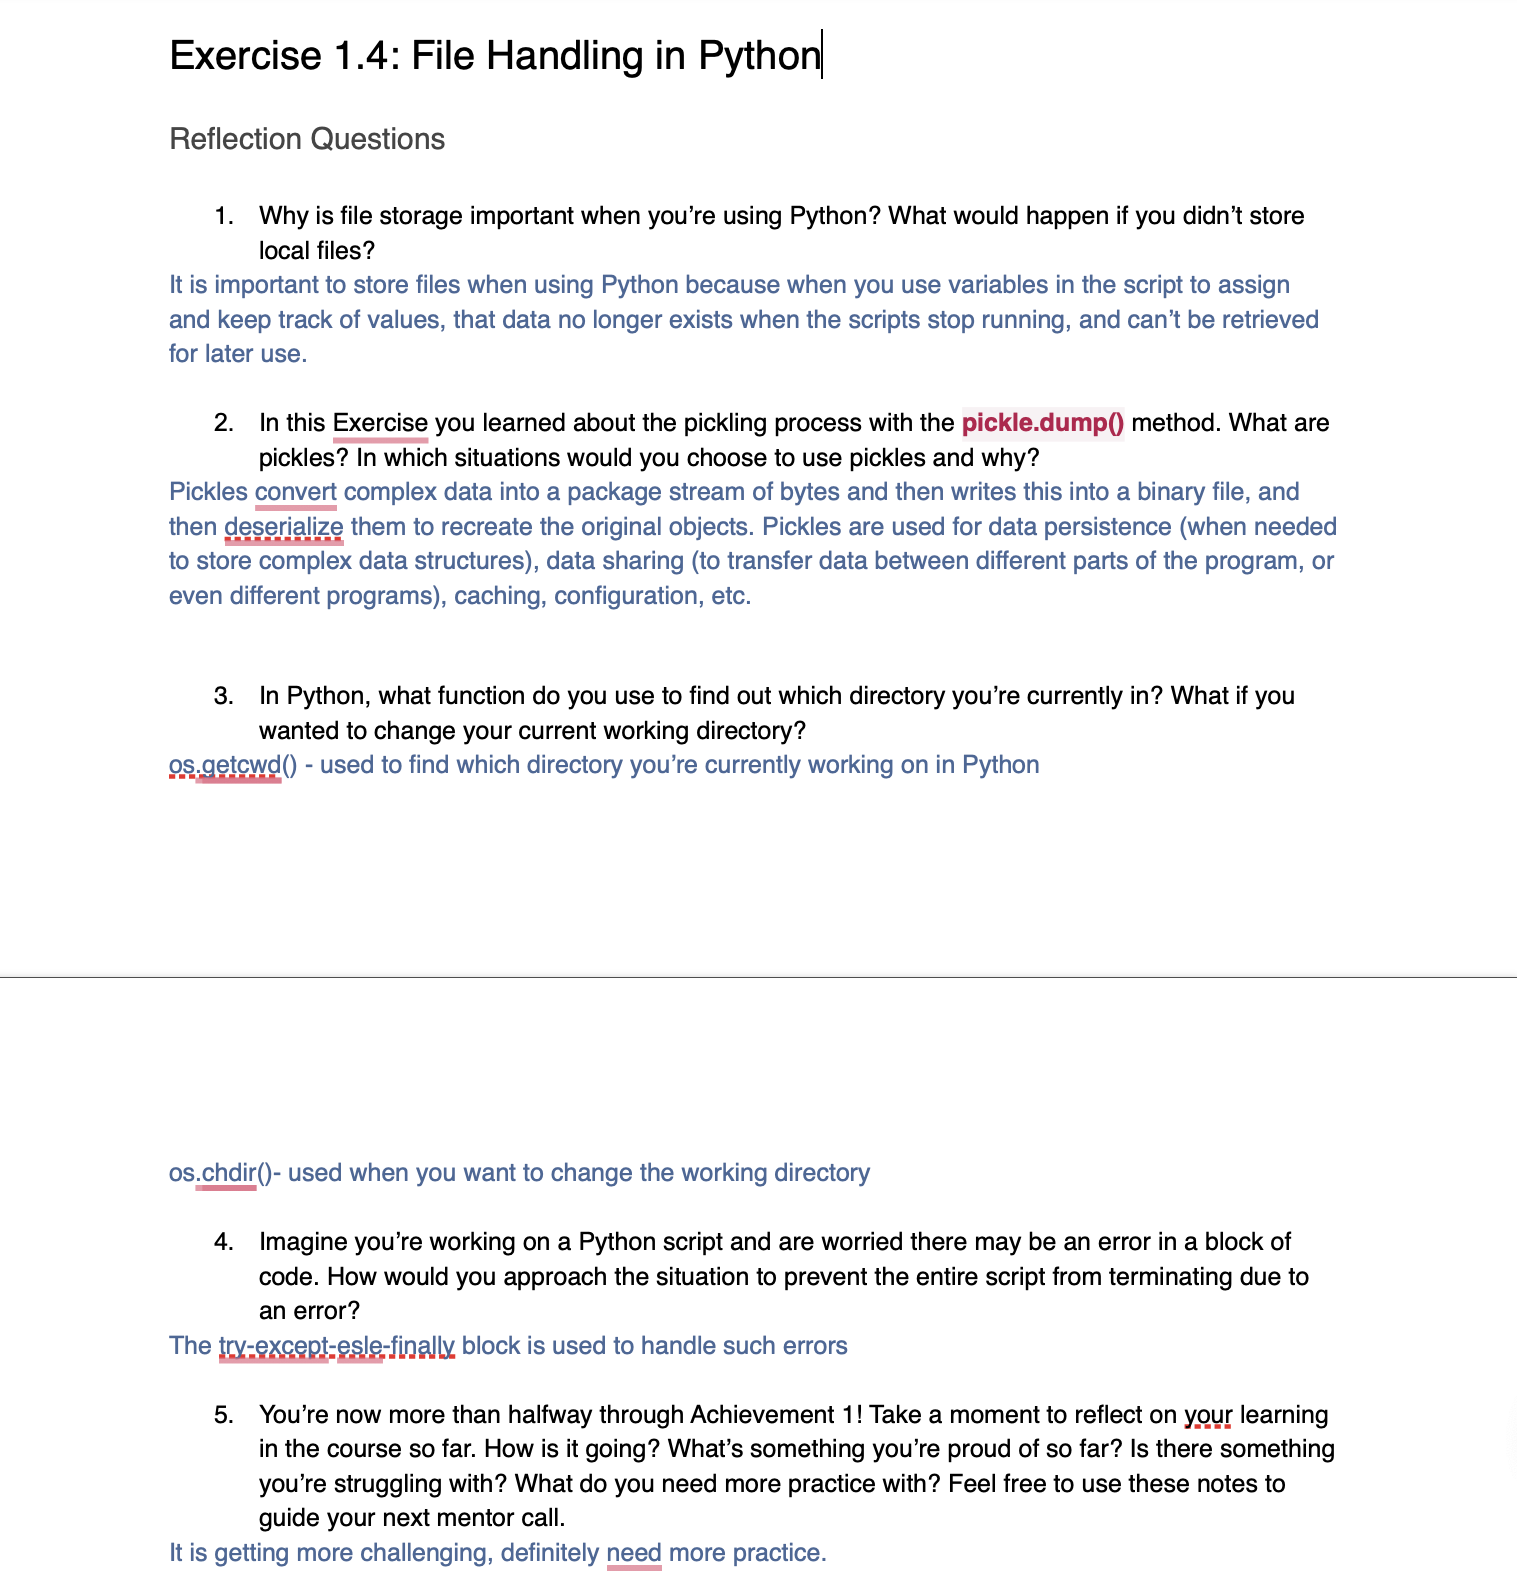 Exercise 1.4: File Handling in Python
Reflection Questions
1. Why is file storage important when you’re using Python? What would happen if you didn’t store
local files?
It is important to store files when using Python because when you use variables in the script to assign
and keep track of values, that data no longer exists when the scripts stop running, and can’t be retrieved
for later use.
2. In this Exercise you learned about the pickling process with the pickle.dump() method. What are
pickles? In which situations would you choose to use pickles and why?
Pickles convert complex data into a package stream of bytes and then writes this into a binary file, and
then deserialize them to recreate the original objects. Pickles are used for data persistence (when needed
to store complex data structures), data sharing (to transfer data between different parts of the program, or
even different programs), caching, configuration, etc.
3. In Python, what function do you use to find out which directory you’re currently in? What if you
wanted to change your current working directory?
os.getcwd() - used to find which directory you’re currently working on in Python
os.chdir()- used when you want to change the working directory
4. Imagine you’re working on a Python script and are worried there may be an error in a block of
code. How would you approach the situation to prevent the entire script from terminating due to
an error?
The try-except-esle-finally block is used to handle such errors
5. You’re now more than halfway through Achievement 1! Take a moment to reflect on your learning
in the course so far. How is it going? What’s something you’re proud of so far? Is there something
you’re struggling with? What do you need more practice with? Feel free to use these notes to
guide your next mentor call.
It is getting more challenging, definitely need more practice.